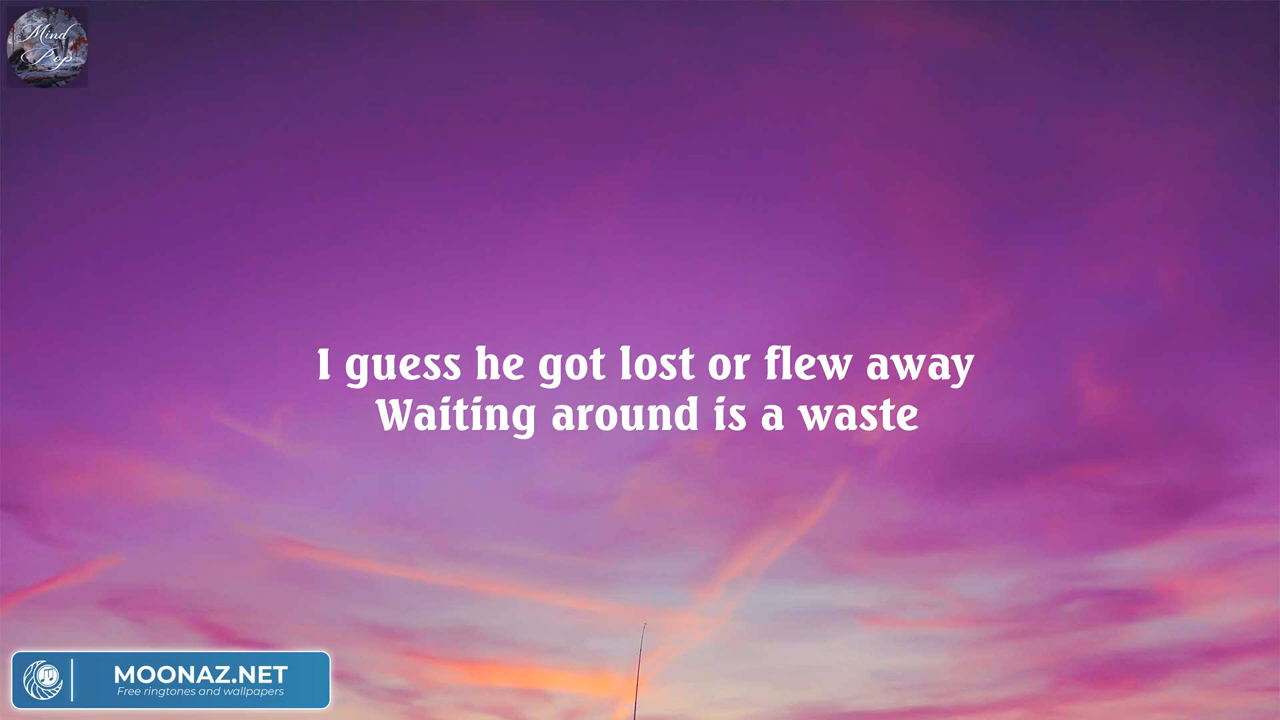 Mind
Pop
I guess he got lost or flew away
Waiting around is a waste
MOONAZ.NET
Free ringtones and wallpapers